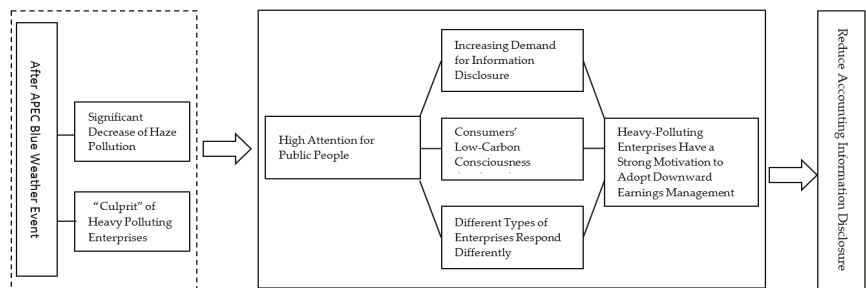 After APEC Blue Weather Event
Significant
Decrease of Haze
Pollution
“Culprit” of
Heavy Polluting
Enterprises
High Attention for
Public People
Increasing Demand
for Information
Disclosure
Consumers’
Low-Carbon
Consciousness
Different Types of
Enterprises Respond
Differently
Heavy-Polluting
Enterprises Have a
Strong Motivation to
Adopt Downward
Earnings Management
Reduce Accounting Information Disclosure